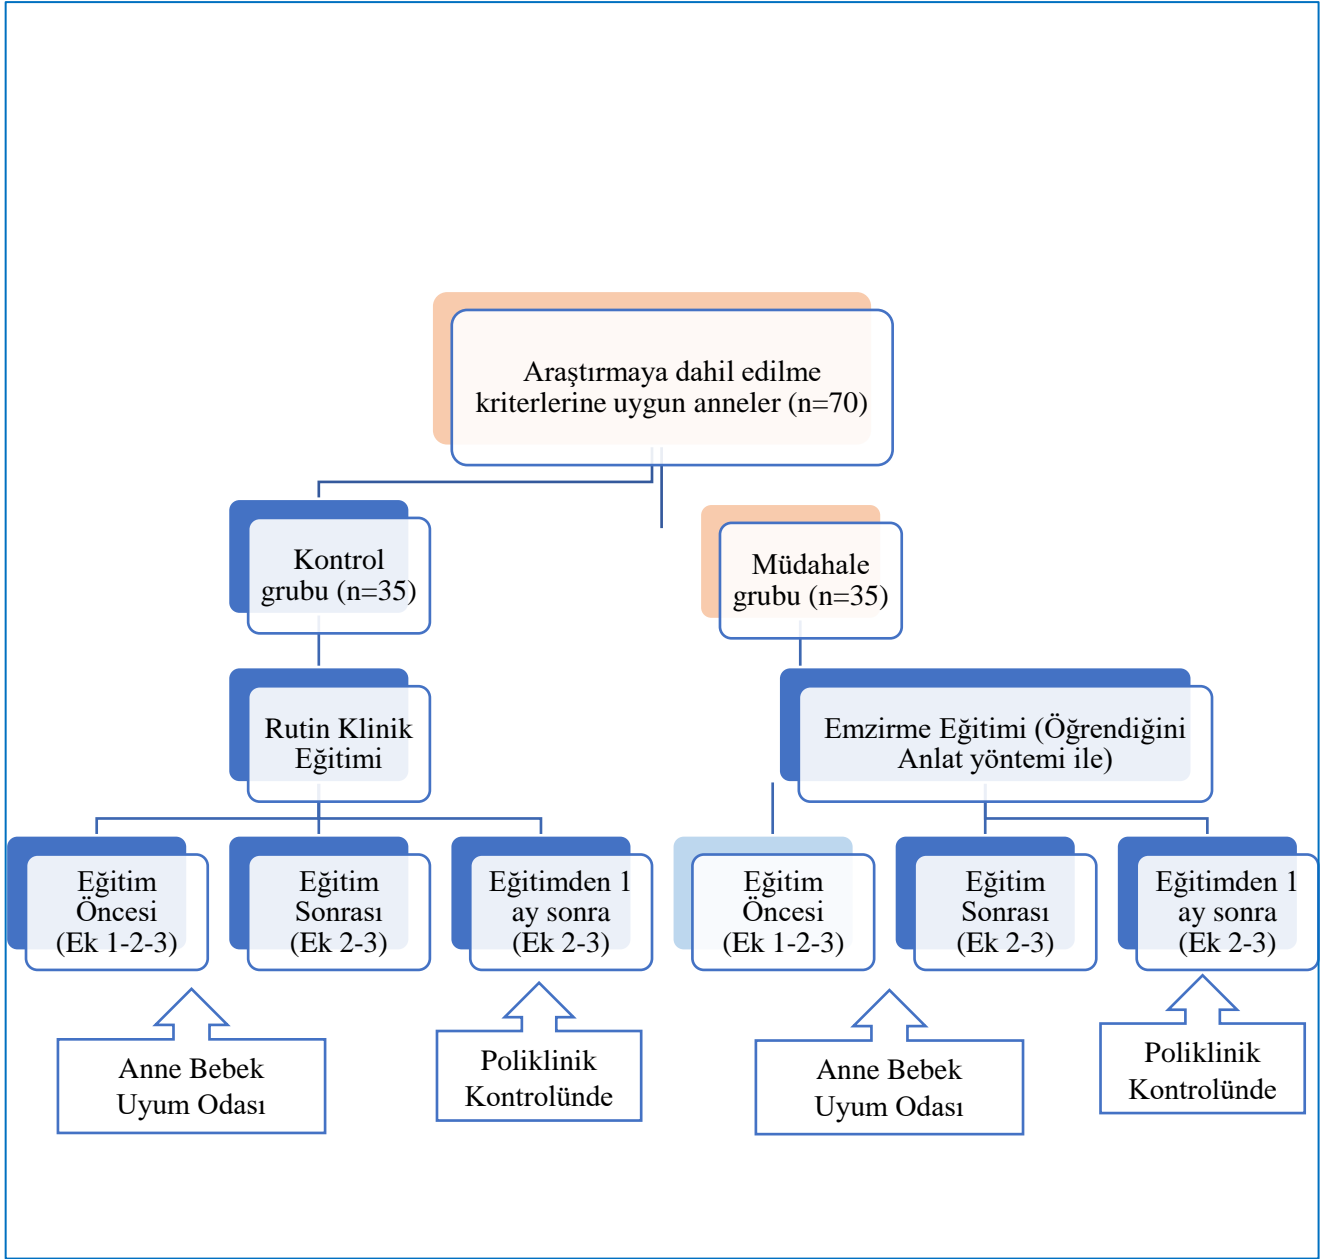 Araştırmaya dahil edilme
kriterlerine uygun anneler (n=70)
Kontrol
grubu (n=35)
Müdahale
grubu (n=35)
Rutin Klinik
Eğitimi
Emzirme Eğitimi (Öğrendiğini
Anlat yöntemi ile)
Eğitim
Öncesi
(Ek 1-2-3)
Eğitim
Sonrası
(Ek 2-3)
Eğitimden 1
ay sonra
(Ek 2-3)
Eğitim
Öncesi
(Ek 1-2-3)
Eğitim
Sonrası
(Ek 2-3)
Eğitimden 1
ay sonra
(Ek 2-3)
Anne Bebek
Uyum Odası
Poliklinik
Kontrolünde
Anne Bebek
Uyum Odası
Poliklinik
Kontrolünde